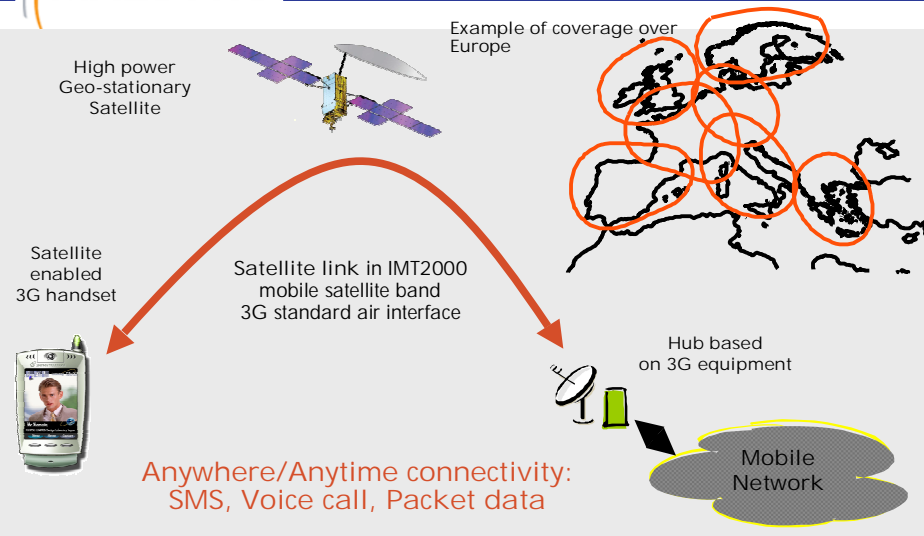 Example of coverage over
Europe
High power
Geo-stationary
Satellite
Satellite
enabled
3G handset
Satellite link in IMT2000
mobile satellite band
3G standard air interface
Hub based
on 3G equipment
Mobile
Network
Anywhere/Anytime connectivity:
SMS, Voice call, Packet data